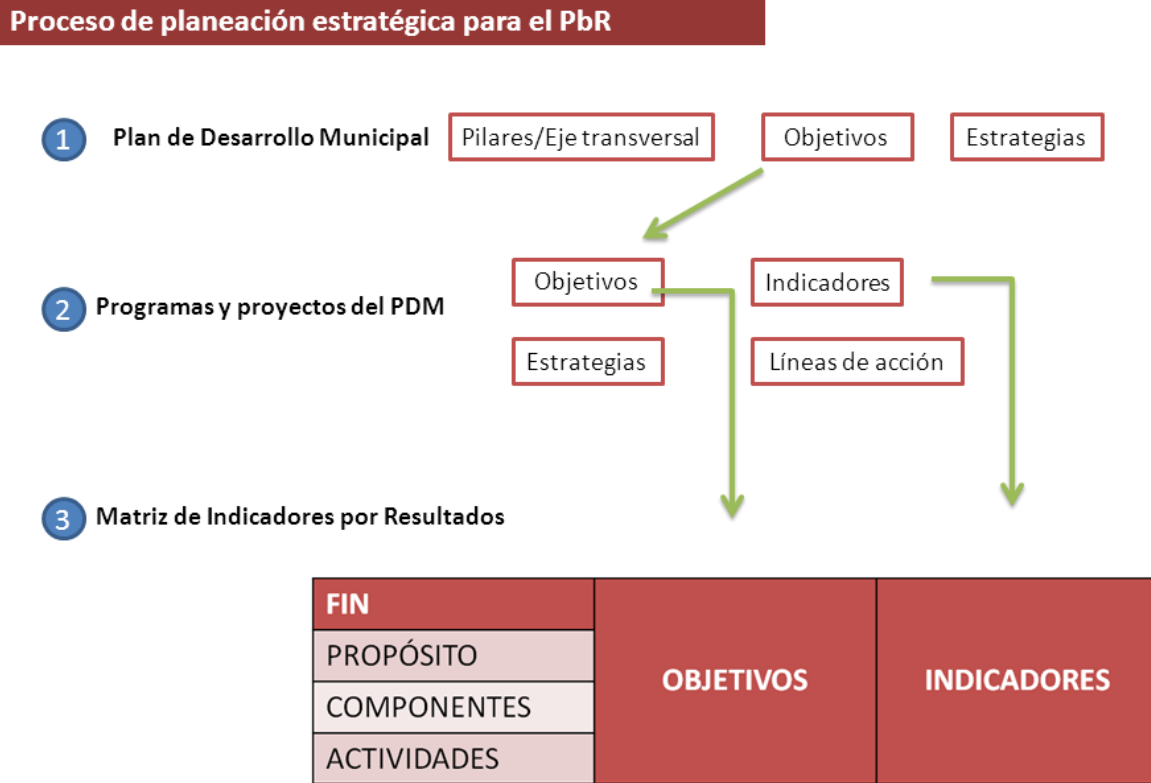 Proceso de planeación estratégica para el PbR
1 Plan de Desarrollo Municipal Pilares/Eje transversal Objetivos Estrategias
Objetivos Indicadores
2 Programas y proyectos del PDM
Estrategias Líneas de acción
3 Matriz de Indicadores por Resultados
FIN
PROPÓSITO
OBJETIVOS INDICADORES
COMPONENTES
ACTIVIDADES